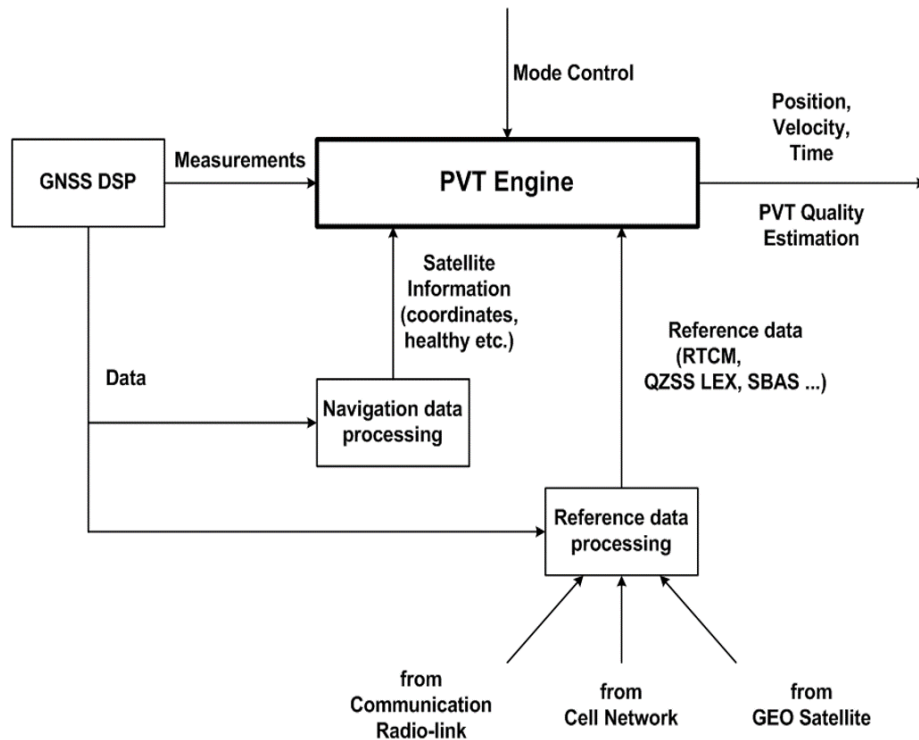 Mode Control
Position,
Velocity,
Time
GNSS DSP
Measurements
PVT Engine
PVT Quality
Estimation
Satellite
Information
(coordinates,
healthy etc.)
Reference data
(RTCM,
QZSS LEX, SBAS ...)
Data
Navigation data
processing
Reference data
processing
from
Communication
Radio-link
from
Cell Network
from
GEO Satellite